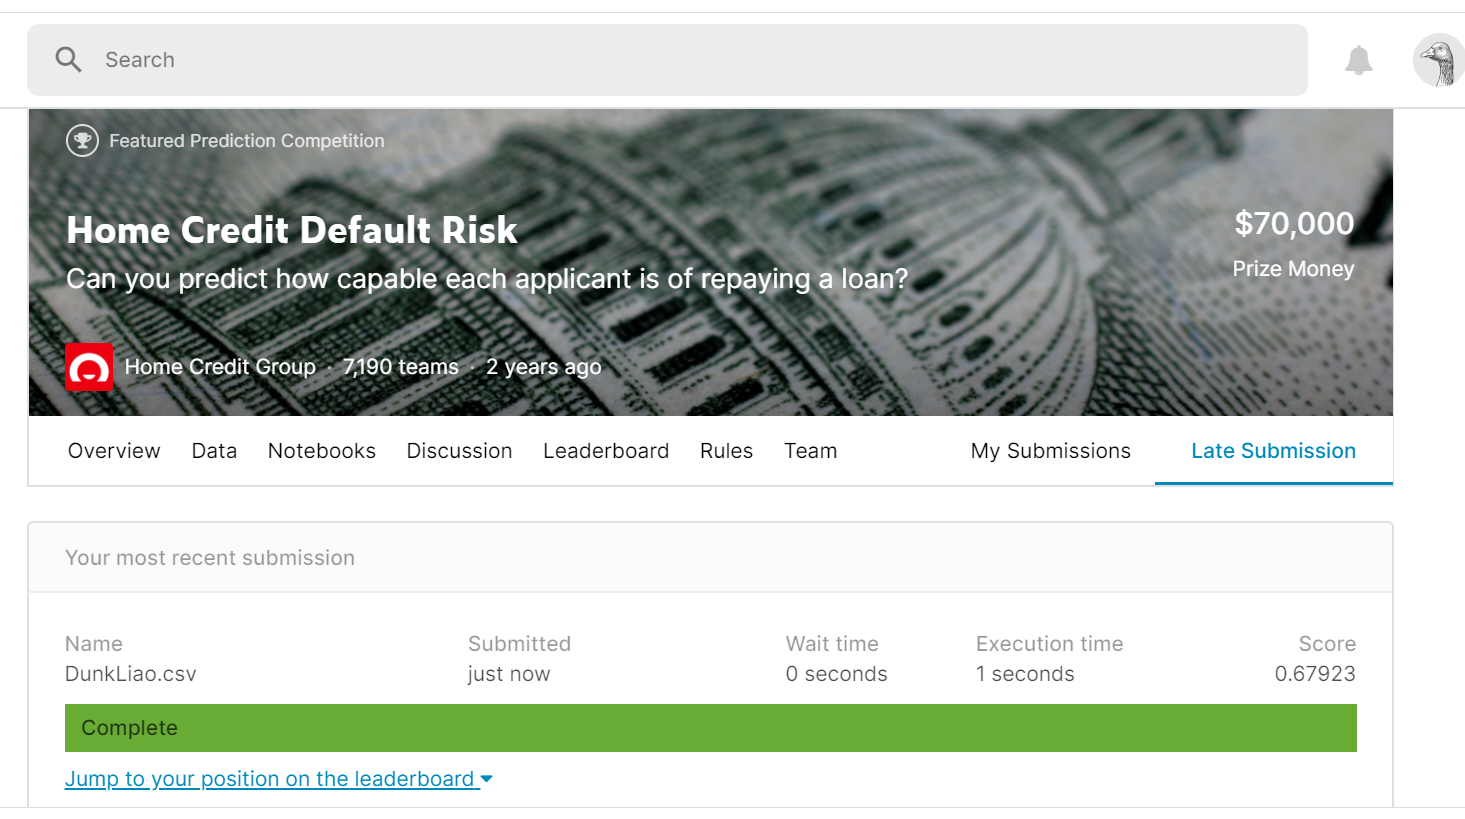 Search
Featured Prediction Competition
Home Credit Default Risk
Can you predict how capable each applicant is of repaying a loan?
$70,000
Prize Money
Home Credit Group · 7,190 teams · 2 years ago
Overview Data Notebooks Discussion Leaderboard Rules Team My Submissions Late Submission
Your most recent submission
Name Submitted Wait time Execution time Score
DunkLiao.csv just now 0 seconds 1 seconds 0.67923
Complete
Jump to your position on the leaderboard